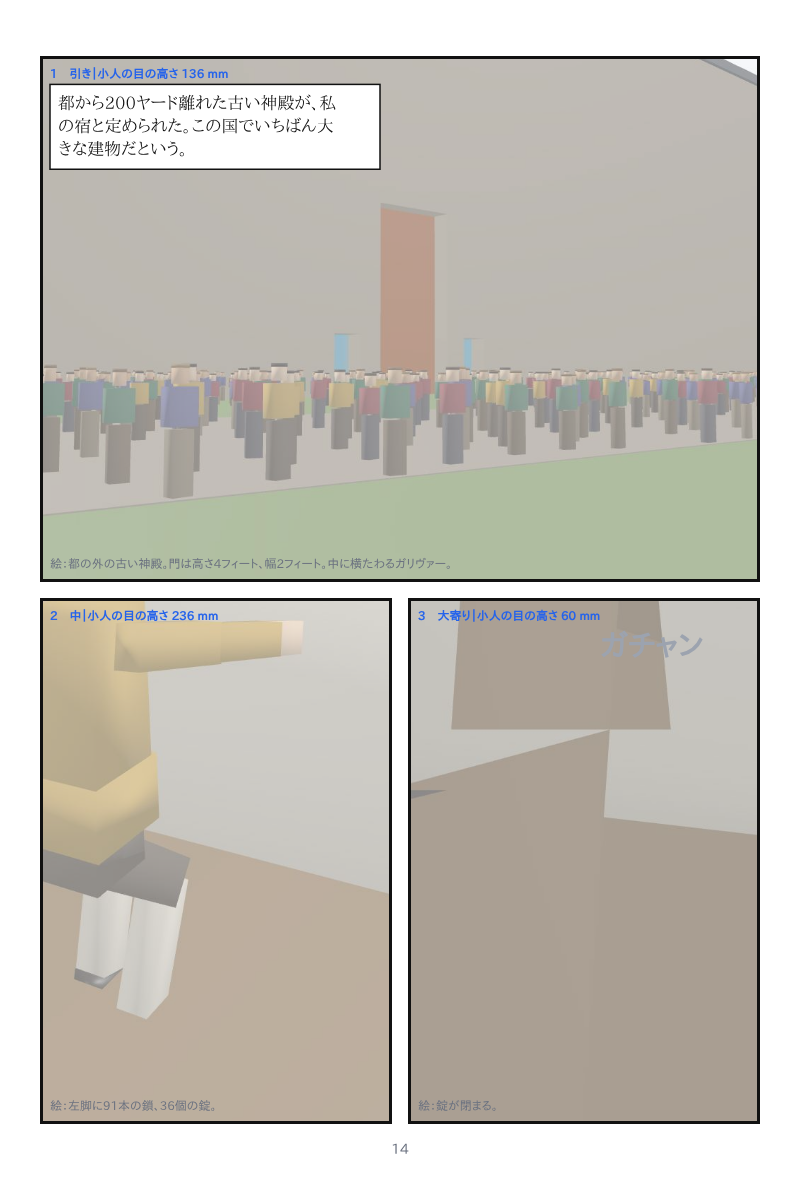 1 引き|小人の目の高さ 136 mm
都から200ヤード離れた古い神殿が、私
の宿と定められた。この国でいちばん大
きな建物だという。
絵:都の外の古い神殿。門は高さ4フィート、幅2フィート。中に横たわるガリヴァー。
2 中|小人の目の高さ 236 mm
絵:左脚に91本の鎖、36個の錠。
3 大寄り|小人の目の高さ 60 mm
ガチャン
絵:錠が閉まる。
14